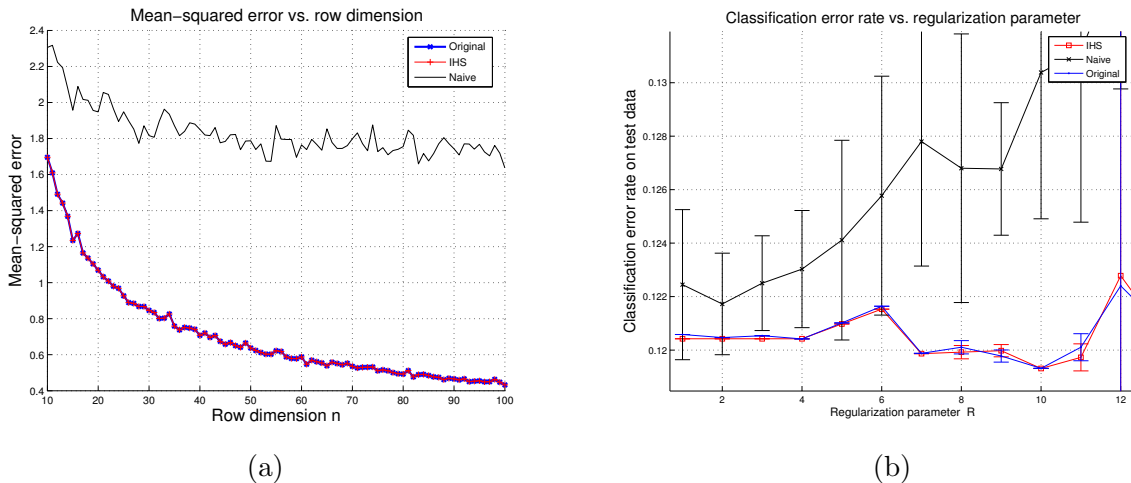 Mean−squared error vs. row dimension
2.4
2.2
2
1.8
1.6
1.4
1.2
1
0.8
0.6
0.4
Mean−squared error
10 20 30 40 50 60 70 80 90 100
Row dimension n
Original
IHS
Naive
(a)
Classification error rate vs. regularization parameter
0.13
0.128
0.126
0.124
0.122
0.12
Classification error rate on test data
2 4 6 8 10 12
Regularization parameter R
IHS
Naive
Original
(b)